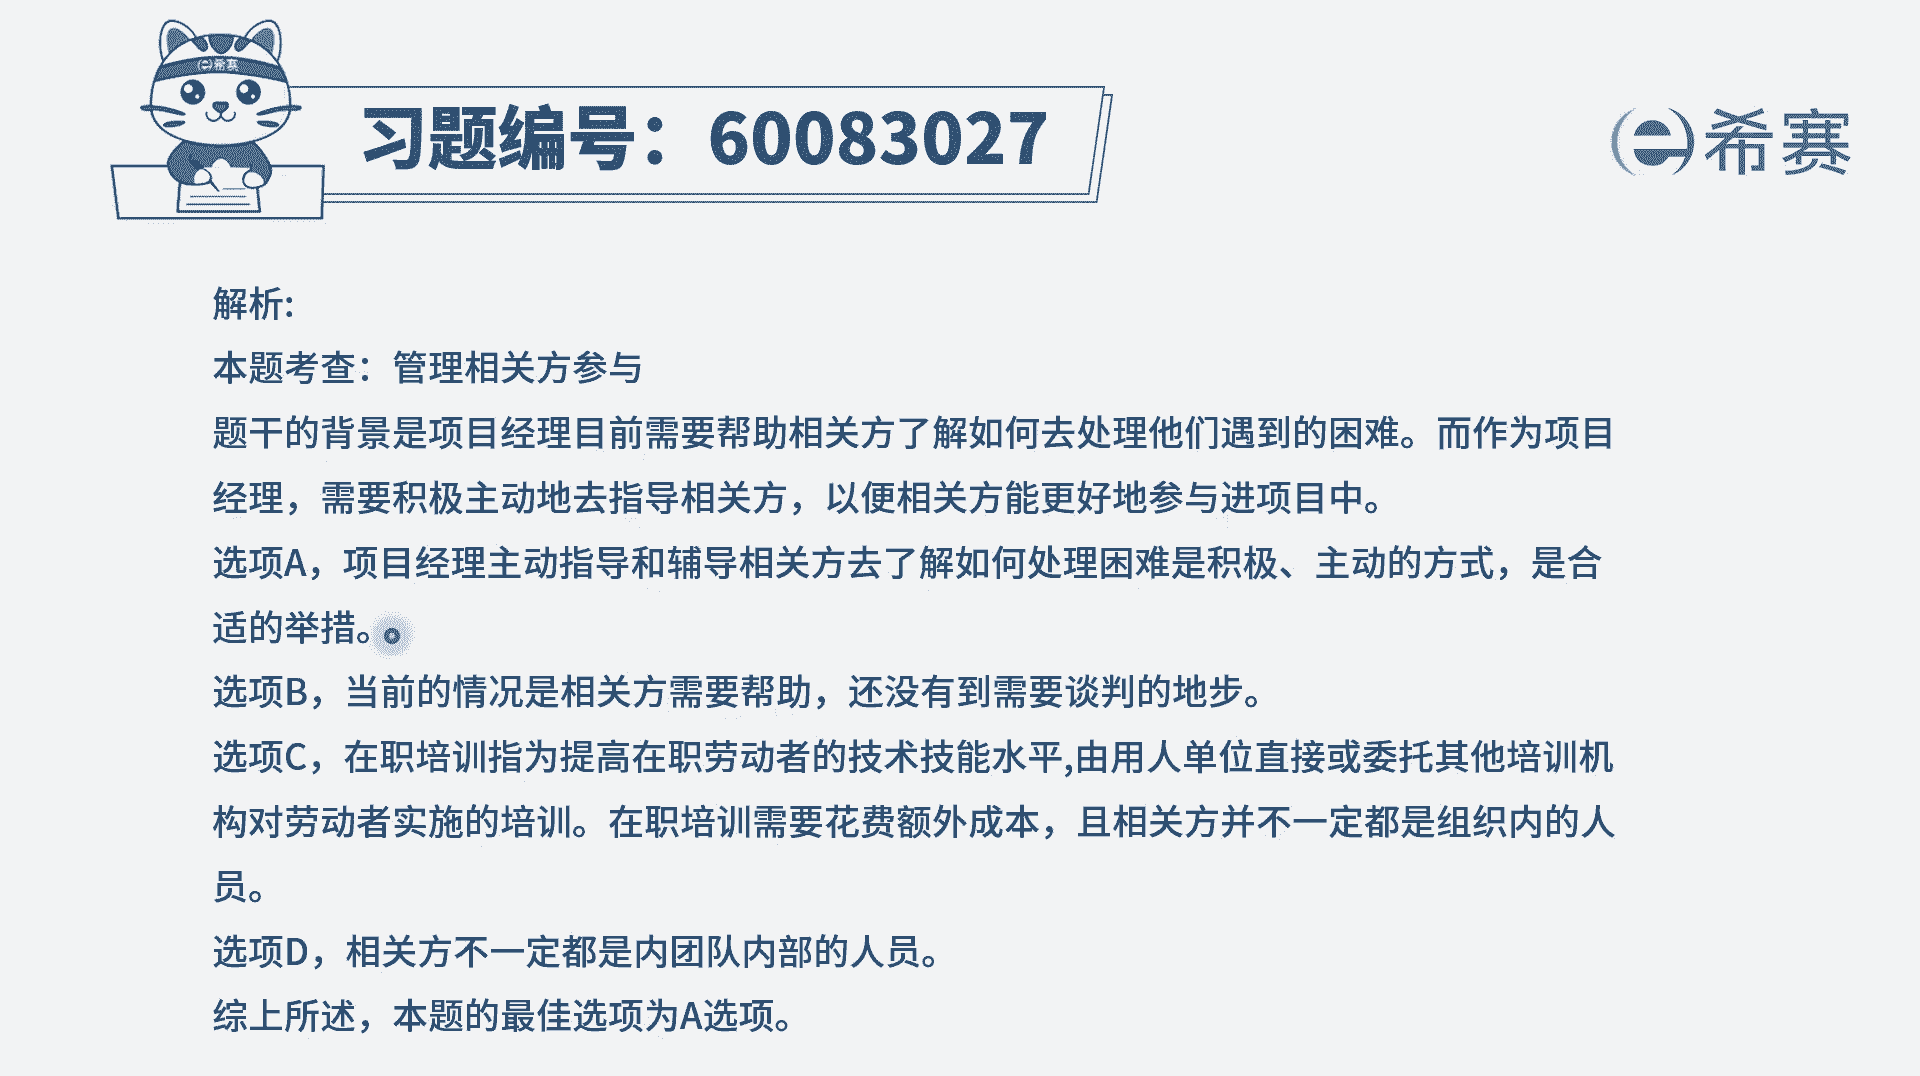 希赛
习题编号：60083027
希赛
解析:
本题考查：管理相关方参与
题干的背景是项目经理目前需要帮助相关方了解如何去处理他们遇到的困难。而作为项目
经理，需要积极主动地去指导相关方，以便相关方能更好地参与进项目中。
选项A，项目经理主动指导和辅导相关方去了解如何处理困难是积极、主动的方式，是合
适的举措。
选项B，当前的情况是相关方需要帮助，还没有到需要谈判的地步。
选项C，在职培训指为提高在职劳动者的技术技能水平,由用人单位直接或委托其他培训机
构对劳动者实施的培训。在职培训需要花费额外成本，且相关方并不一定都是组织内的人
员。
选项D，相关方不一定都是内团队内部的人员。
综上所述，本题的最佳选项为A选项。